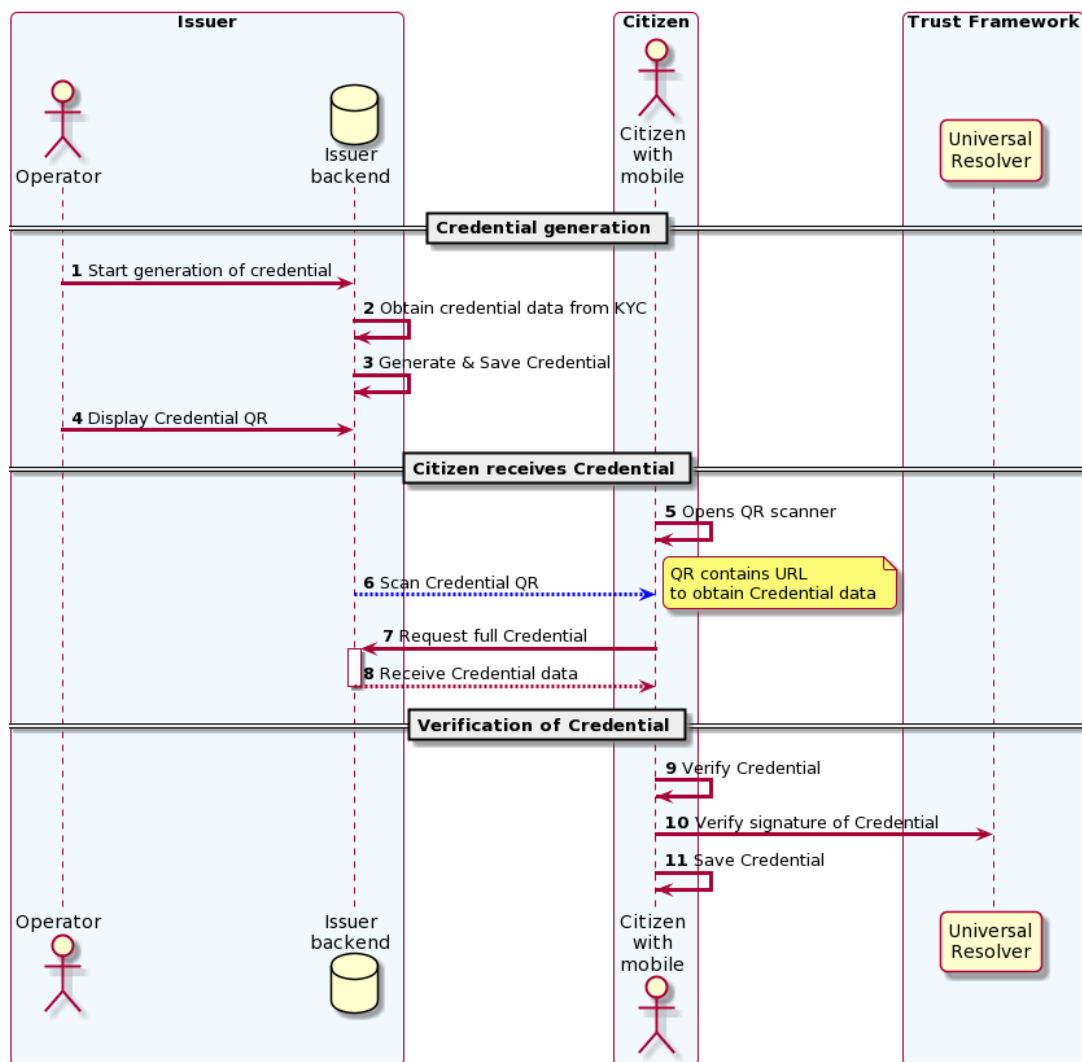 Issuer
Citizen
Trust Framework
Operator
Issuer
backend
Citizen
with
mobile
Universal
Resolver
Credential generation
1 Start generation of credential
2 Obtain credential data from KYC
3 Generate & Save Credential
4 Display Credential QR
Citizen receives Credential
5 Opens QR scanner
6 Scan Credential QR
QR contains URL
to obtain Credential data
7 Request full Credential
8 Receive Credential data
Verification of Credential
9 Verify Credential
10 Verify signature of Credential
11 Save Credential
Operator
Issuer
backend
Citizen
with
mobile
Universal
Resolver